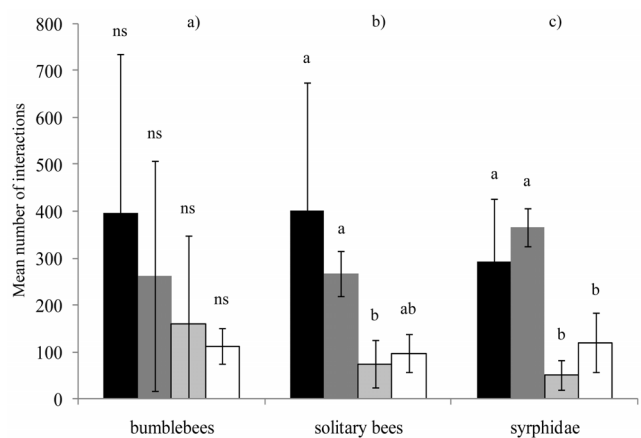 800
700
600
500
400
300
200
100
0
Mean number of interactions
a)
b)
c)
ns
ns
ns
ns
a
a
b
ab
a
a
b
b
bumblebees
solitary bees
syrphidae